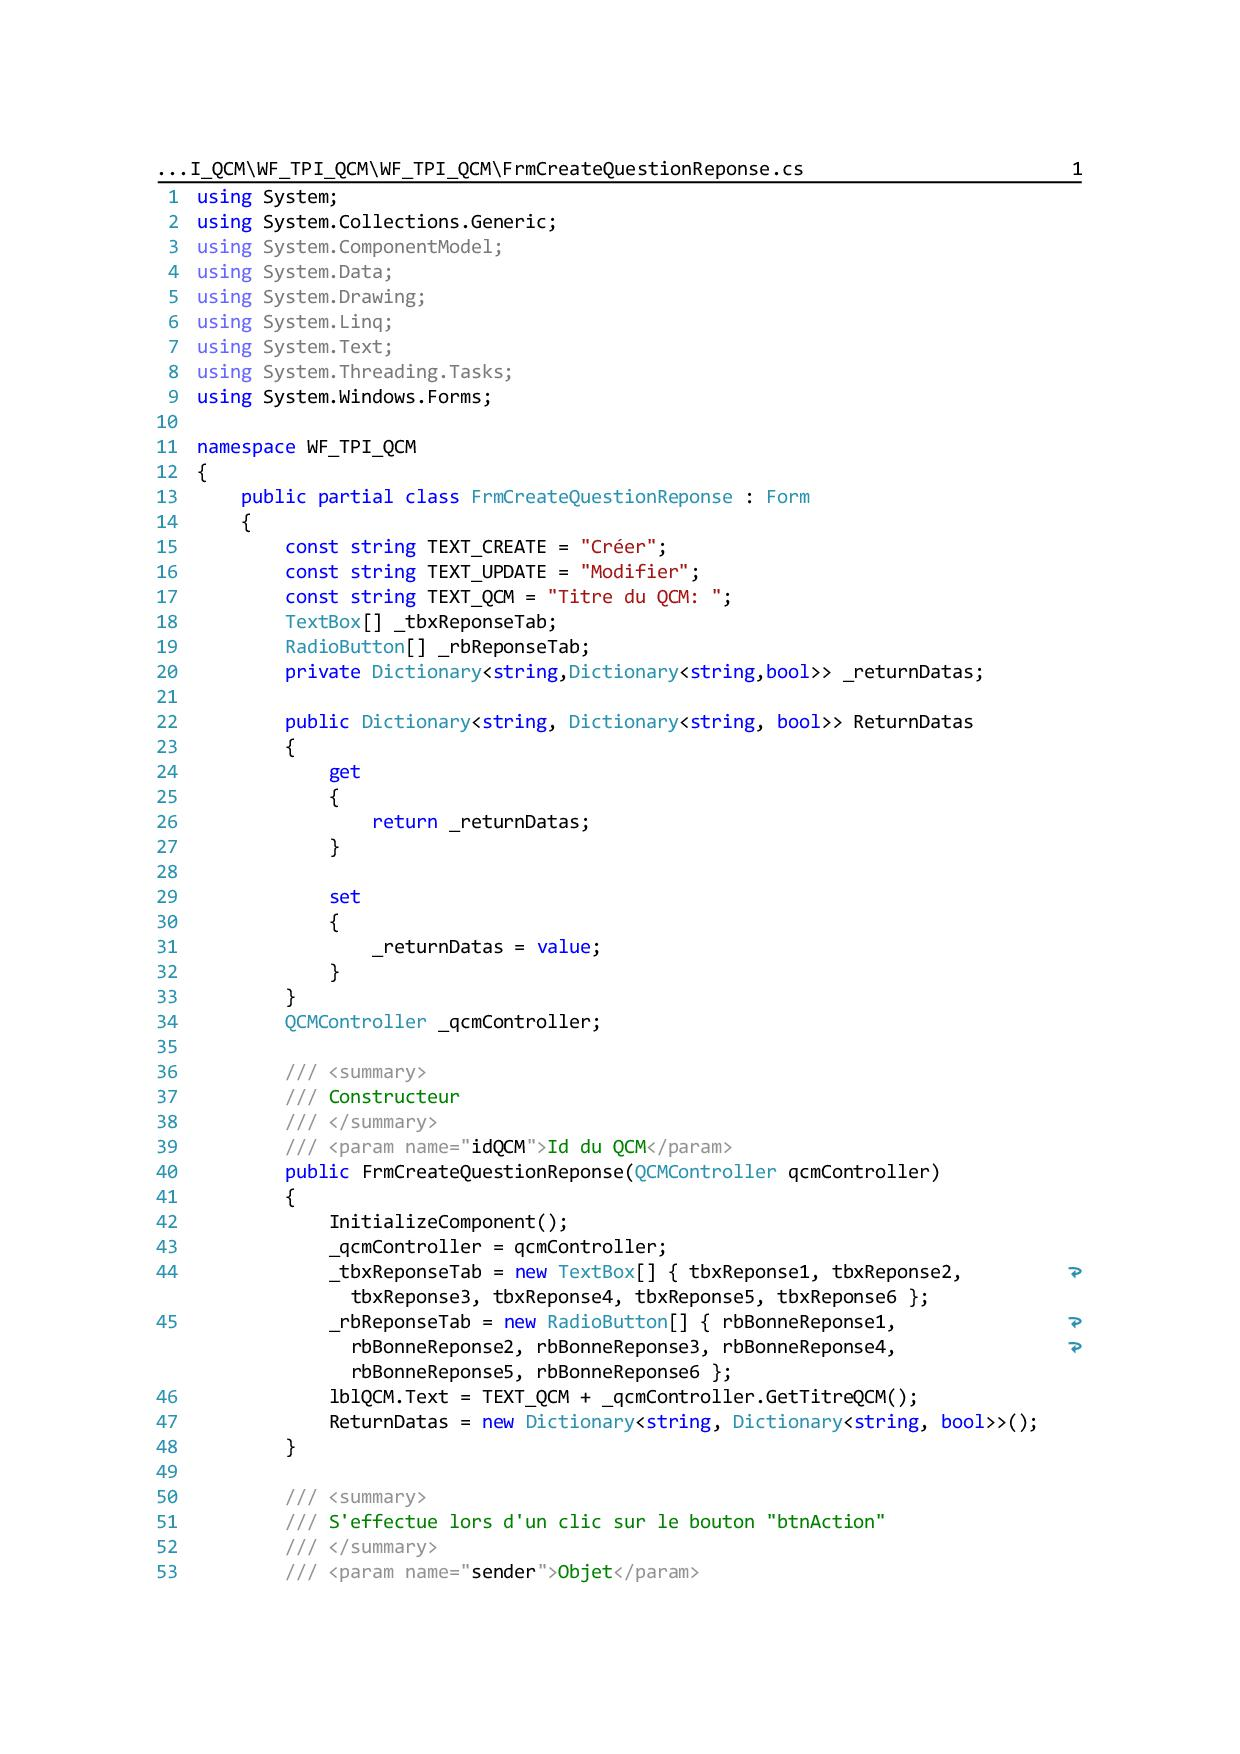 ...I_QCM\WF_TPI_QCM\WF_TPI_QCM\FrmCreateQuestionReponse.cs 1
1 using System;
2 using System.Collections.Generic;
3 using System.ComponentModel;
4 using System.Data;
5 using System.Drawing;
6 using System.Linq;
7 using System.Text;
8 using System.Threading.Tasks;
9 using System.Windows.Forms;
10
11 namespace WF_TPI_QCM
12 {
13     public partial class FrmCreateQuestionReponse : Form
14     {
15         const string TEXT_CREATE = "Créer";
16         const string TEXT_UPDATE = "Modifier";
17         const string TEXT_QCM = "Titre du QCM: ";
18         TextBox[] _tbxReponseTab;
19         RadioButton[] _rbReponseTab;
20         private Dictionary<string,Dictionary<string,bool>> _returnDatas;
21
22         public Dictionary<string, Dictionary<string, bool>> ReturnDatas
23         {
24             get
25             {
26                 return _returnDatas;
27             }
28
29             set
30             {
31                 _returnDatas = value;
32             }
33         }
34         QCMController _qcmController;
35
36         /// <summary>
37         /// Constructeur
38         /// </summary>
39         /// <param name="idQCM">Id du QCM</param>
40         public FrmCreateQuestionReponse(QCMController qcmController)
41         {
42             InitializeComponent();
43             _qcmController = qcmController;
44             _tbxReponseTab = new TextBox[] { tbxReponse1, tbxReponse2,
               tbxReponse3, tbxReponse4, tbxReponse5, tbxReponse6 };
45             _rbReponseTab = new RadioButton[] { rbBonneReponse1,
               rbBonneReponse2, rbBonneReponse3, rbBonneReponse4,
               rbBonneReponse5, rbBonneReponse6 };
46             lblQCM.Text = TEXT_QCM + _qcmController.GetTitreQCM();
47             ReturnDatas = new Dictionary<string, Dictionary<string, bool>>();
48         }
49
50         /// <summary>
51         /// S'effectue lors d'un clic sur le bouton "btnAction"
52         /// </summary>
53         /// <param name="sender">Objet</param>